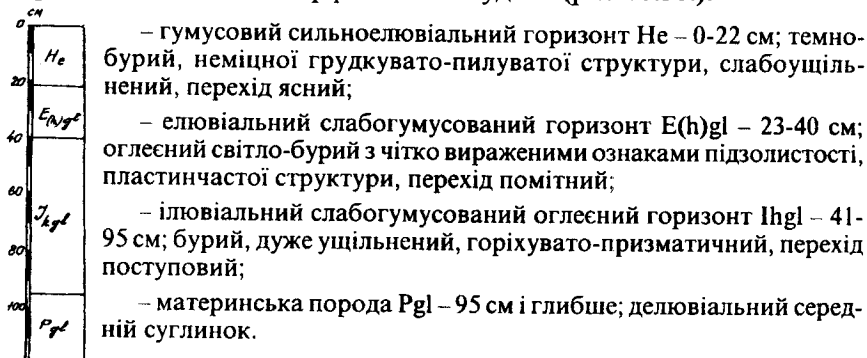 см
0
– гумусовий сильноелювіальний горизонт He – 0-22 см; темно-
бурий, неміцної грудкувато-пилуватої структури, слабоущіль-
нений, перехід ясний;
– елювіальний слабогумусований горизонт E(h)gl – 23-40 см;
оглеєний світло-бурий з чітко вираженими ознаками підзолистості,
пластинчастої структури, перехід помітний;
– ілювіальний слабогумусований оглеєний горизонт Ihgl – 41-
95 см; бурий, дуже ущільнений, горіхувато-призматичний, перехід
поступовий;
– материнська порода Pgl – 95 см і глибше; делювіальний серед-
ній суглинок.
He
20
E(h)gl
40
60
Ihgl
80
100
Pgl